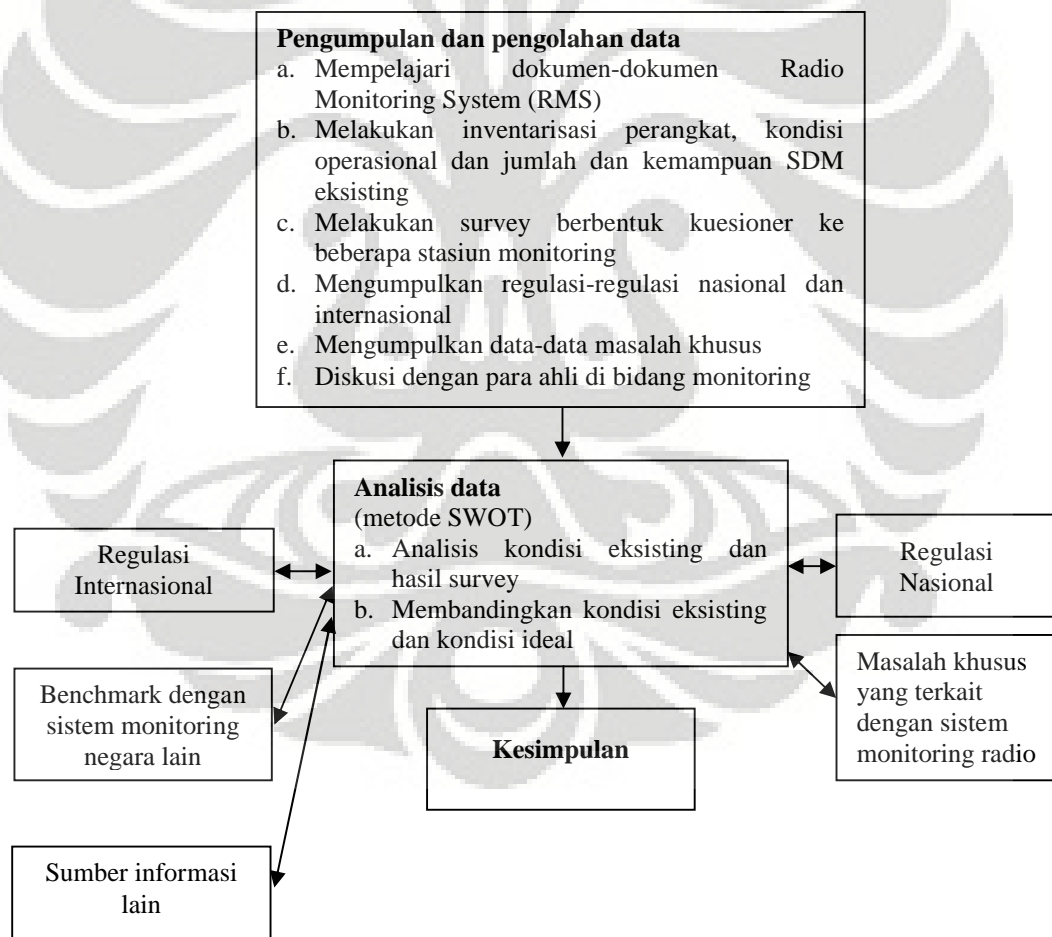 Pengumpulan dan pengolahan data
a. Mempelajari dokumen-dokumen Radio
Monitoring System (RMS)
b. Melakukan inventarisasi perangkat, kondisi
operasional dan jumlah dan kemampuan SDM
eksisting
c. Melakukan survey berbentuk kuesioner ke
beberapa stasiun monitoring
d. Mengumpulkan regulasi-regulasi nasional dan
internasional
e. Mengumpulkan data-data masalah khusus
f. Diskusi dengan para ahli di bidang monitoring
Analisis data
(metode SWOT)
a. Analisis kondisi eksisting dan
hasil survey
b. Membandingkan kondisi eksisting
dan kondisi ideal
Regulasi
Internasional
Regulasi
Nasional
Benchmark dengan
sistem monitoring
negara lain
Masalah khusus
yang terkait
dengan sistem
monitoring radio
Kesimpulan
Sumber informasi
lain